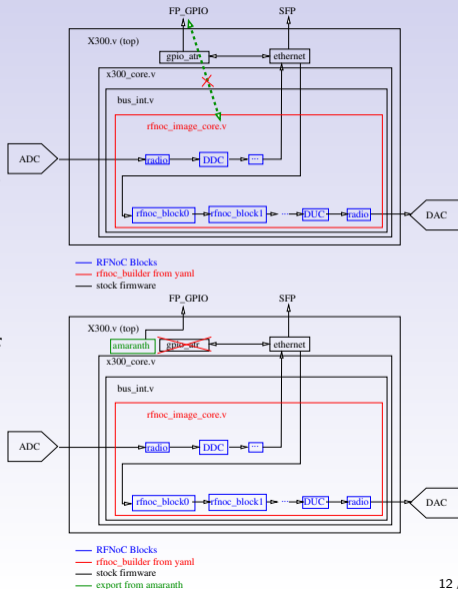 FP_GPIO SFP
X300.v (top)
gpio_atr ethernet
x300_core.v
bus_int.v
rfnoc_image_core.v
ADC radio DDC ...
rfnoc_block0 rfnoc_block1 ... DUC radio DAC
RFNoC Blocks
rfnoc_builder from yaml
stock firmware
FP_GPIO SFP
X300.v (top)
amaranth gpio_atr ethernet
x300_core.v
bus_int.v
rfnoc_image_core.v
ADC radio DDC ...
rfnoc_block0 rfnoc_block1 ... DUC radio DAC
RFNoC Blocks
rfnoc_builder from yaml
stock firmware
export from amaranth
12 /